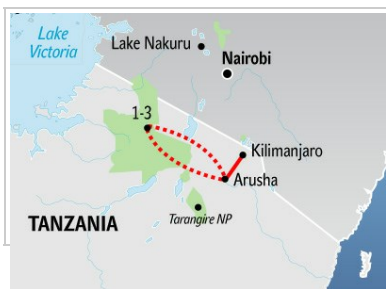 Lake
Victoria
Lake Nakuru
Nairobi
1-3
Kilimanjaro
Arusha
TANZANIA
Tarangire NP